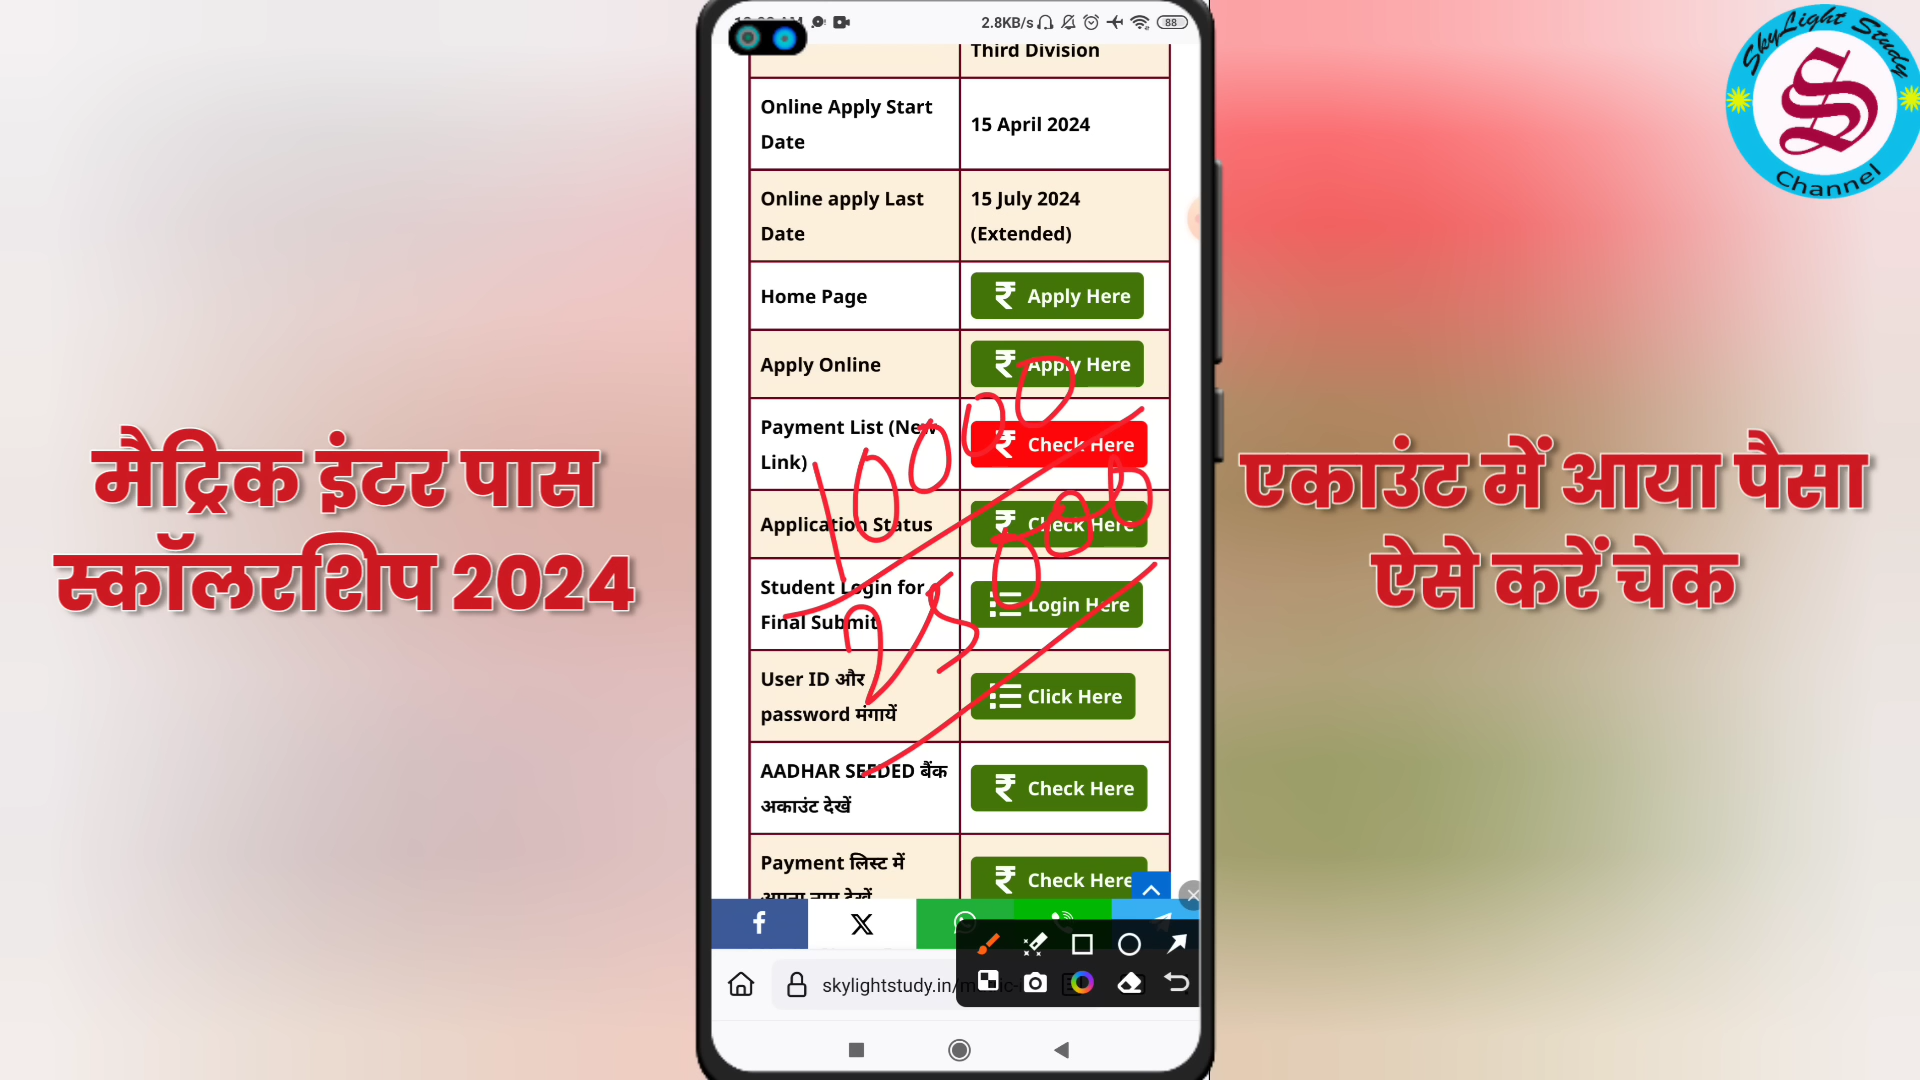 मैट्रिक इंटर पास
स्कॉलरशिप 2024
2.8KB/s
88
Third Division
Online Apply Start
Date
15 April 2024
Online apply Last
Date
15 July 2024
(Extended)
Home Page
Apply Here
Apply Online
Apply Here
Payment List (New
Link)
Check Here
Application Status
Check Here
Student Login for
Final Submit
Login Here
User ID और
password मंगायें
Click Here
AADHAR SEEDED बैंक
अकाउंट देखें
Check Here
Payment लिस्ट में
Check Here
10000
25000
skylightstudy.in/
एकाउंट में आया पैसा
ऐसे करें चेक
SkyLight Study
S
Channel